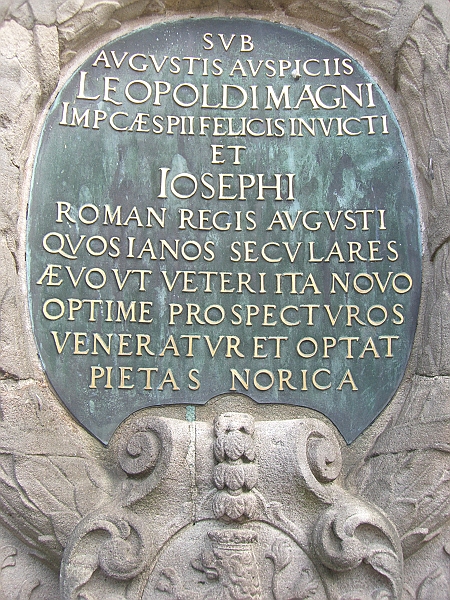 SVB
AVGVSTIS AVSPICIIS
LEOPOLDI MAGNI
IMP CÆS PII FELICIS INVICTI
ET
IOSEPHI
ROMAN REGIS AVGVSTI
QVOS IANOS SECVLARES
ÆVO VT VETERI ITA NOVO
OPTIME PROSPECTVROS
VENERATVR ET OPTAT
PIETAS NORICA